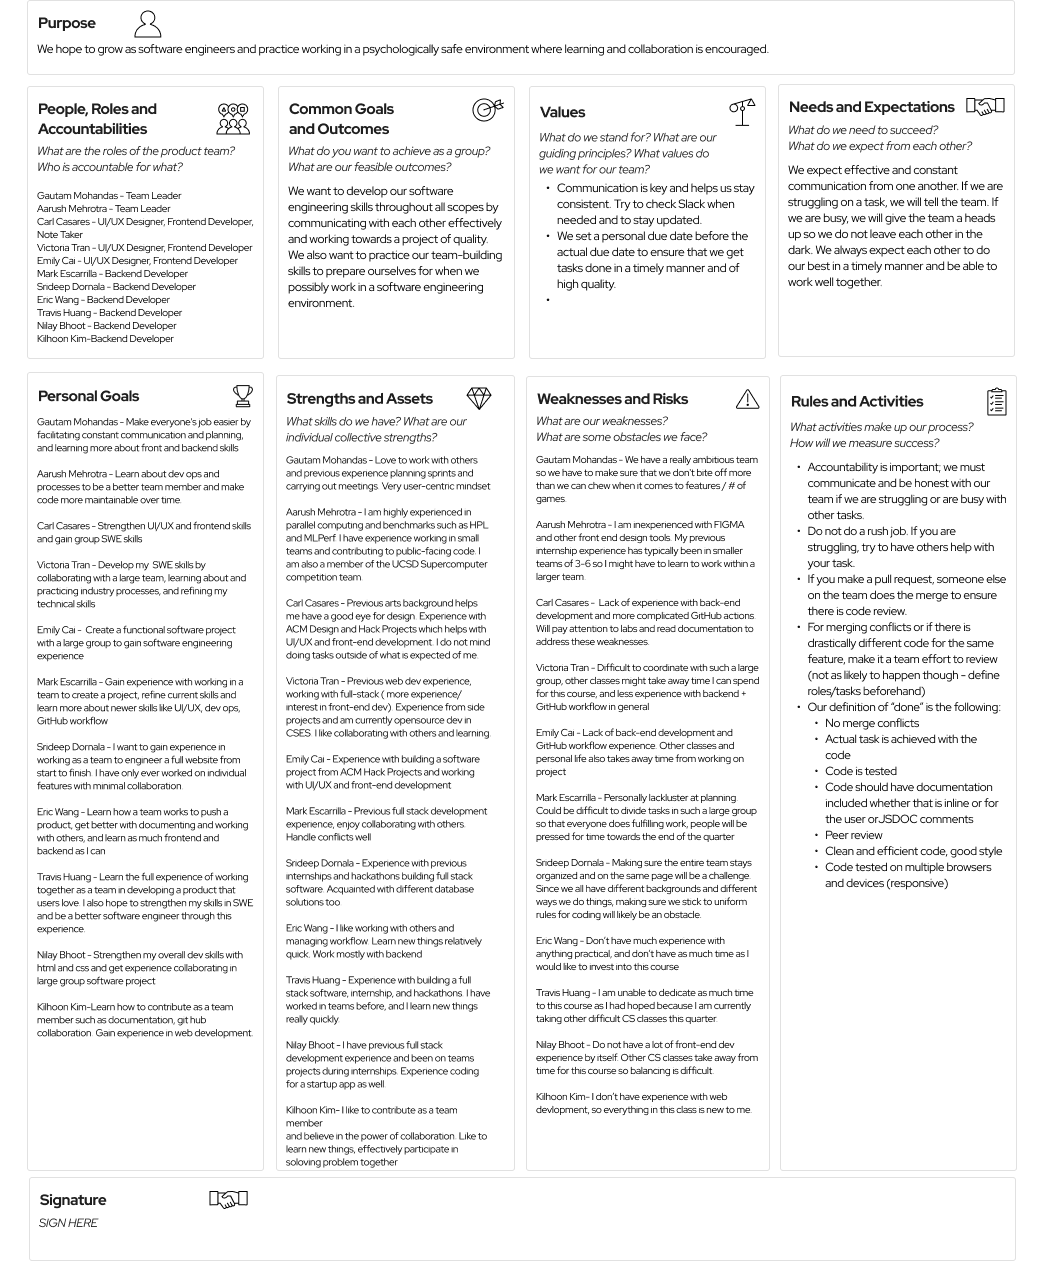 Purpose
We hope to grow as software engineers and practice working in a psychologically safe environment where learning and collaboration is encouraged.
People, Roles and
Accountabilities
What are the roles of the product team?
Who is accountable for what?
Gautam Mohandas - Team Leader
Aarush Mehrotra - Team Leader
Carl Casares - UI/UX Designer, Frontend Developer,
Note Taker
Victoria Tran - UI/UX Designer, Frontend Developer
Emily Cai - UI/UX Designer, Frontend Developer
Mark Escarrilla - Backend Developer
Srideep Dornala - Backend Developer
Eric Wang - Backend Developer
Travis Huang - Backend Developer
Nilay Bhoot - Backend Developer
Kilhoon Kim-Backend Developer
Common Goals
and Outcomes
What do you want to achieve as a group?
What are our feasible outcomes?
We want to develop our software
engineering skills throughout all scopes by
communicating with each other effectively
and working towards a project of quality.
We also want to practice our team-building
skills to prepare ourselves for when we
possibly work in a software engineering
environment.
Values
What do we stand for? What are our
guiding principles? What values do
we want for our team?
• Communication is key and helps us stay
consistent. Try to check Slack when
needed and to stay updated.
• We set a personal due date before the
actual due date to ensure that we get
tasks done in a timely manner and of
high quality.
•
Needs and Expectations
What do we need to succeed?
What do we expect from each other?
We expect effective and constant
communication from one another. If we are
struggling on a task, we will tell the team. If
we are busy, we will give the team a heads
up so we do not leave each other in the
dark. We always expect each other to do
our best in a timely manner and be able to
work well together.
Personal Goals
Gautam Mohandas - Make everyone's job easier by
facilitating constant communication and planning,
and learning more about front and backend skills
Aarush Mehrotra - Learn about dev ops and
processes to be a better team member and make
code more maintainable over time.
Carl Casares - Strengthen UI/UX and frontend skills
and gain group SWE skills
Victoria Tran - Develop my  SWE skills by
collaborating with a large team, learning about and
practicing industry processes, and refining my
technical skills
Emily Cai -  Create a functional software project
with a large group to gain software engineering
experience
Mark Escarrilla - Gain experience with working in a
team to create a project, refine current skills and
learn more about newer skills like UI/UX, dev ops,
GitHub workflow
Srideep Dornala - I want to gain experience in
working as a team to engineer a full website from
start to finish. I have only ever worked on individual
features with minimal collaboration.
Eric Wang - Learn how a team works to push a
product, get better with documenting and working
with others, and learn as much frontend and
backend as I can
Travis Huang - Learn the full experience of working
together as a team in developing a product that
users love. I also hope to strengthen my skills in SWE
and be a better software engineer through this
experience.
Nilay Bhoot - Strengthen my overall dev skills with
html and css and get experience collaborating in
large group software project
Kilhoon Kim-Learn how to contribute as a team
member such as documentation, git hub
collaboration. Gain experience in web development.
Strengths and Assets
What skills do we have? What are our
individual collective strengths?
Gautam Mohandas - Love to work with others
and previous experience planning sprints and
carrying out meetings. Very user-centric mindset
Aarush Mehrotra - I am highly experienced in
parallel computing and benchmarks such as HPL
and MLPerf. I have experience working in small
teams and contributing to public-facing code. I
am also a member of the UCSD Supercomputer
competition team.
Carl Casares - Previous arts background helps
me have a good eye for design. Experience with
ACM Design and Hack Projects which helps with
UI/UX and front-end development. I do not mind
doing tasks outside of what is expected of me.
Victoria Tran - Previous web dev experience,
working with full-stack ( more experience/
interest in front-end dev). Experience from side
projects and am currently opensource dev in
CSES. I like collaborating with others and learning.
Emily Cai - Experience with building a software
project from ACM Hack Projects and working
with UI/UX and front-end development
Mark Escarrilla - Previous full stack development
experience, enjoy collaborating with others.
Handle conflicts well
Srideep Dornala - Experience with previous
internships and hackathons building full stack
software. Acquainted with different database
solutions too.
Eric Wang - I like working with others and
managing workflow. Learn new things relatively
quick. Work mostly with backend
Travis Huang - Experience with building a full
stack software, internship, and hackathons. I have
worked in teams before, and I learn new things
really quickly.
Nilay Bhoot - I have previous full stack
development experience and been on teams
projects during internships. Experience coding
for a startup app as well.
Kilhoon Kim- I like to contribute as a team
member
and believe in the power of collaboration. Like to
learn new things, effectively participate in
soloving problem together
Weaknesses and Risks
What are our weaknesses?
What are some obstacles we face?
Gautam Mohandas - We have a really ambitious team
so we have to make sure that we don't bite off more
than we can chew when it comes to features / # of
games.
Aarush Mehrotra - I am inexperienced with FIGMA
and other front end design tools. My previous
internship experience has typically been in smaller
teams of 3-6 so I might have to learn to work within a
larger team.
Carl Casares -  Lack of experience with back-end
development and more complicated GitHub actions.
Will pay attention to labs and read documentation to
address these weaknesses.
Victoria Tran - Difficult to coordinate with such a large
group, other classes might take away time I can spend
for this course, and less experience with backend +
GitHub workflow in general
Emily Cai - Lack of back-end development and
GitHub workflow experience. Other classes and
personal life also takes away time from working on
project
Mark Escarrilla - Personally lackluster at planning.
Could be difficult to divide tasks in such a large group
so that everyone does fulfilling work, people will be
pressed for time towards the end of the quarter
Srideep Dornala - Making sure the entire team stays
organized and on the same page will be a challenge.
Since we all have different backgrounds and different
ways we do things, making sure we stick to uniform
rules for coding will likely be an obstacle.
Eric Wang - Don't have much experience with
anything practical, and don't have as much time as I
would like to invest into this course
Travis Huang - I am unable to dedicate as much time
to this course as I had hoped because I am currently
taking other difficult CS classes this quarter.
Nilay Bhoot - Do not have a lot of front-end dev
experience by itself. Other CS classes take away from
time for this course so balancing is difficult.
Kilhoon Kim- I don't have experience with web
devlopment, so everything in this class is new to me.
Rules and Activities
What activities make up our process?
How will we measure success?
• Accountability is important; we must
communicate and be honest with our
team if we are struggling or are busy with
other tasks.
• Do not do a rush job. If you are
struggling, try to have others help with
your task.
• If you make a pull request, someone else
on the team does the merge to ensure
there is code review.
• For merging conflicts or if there is
drastically different code for the same
feature, make it a team effort to review
(not as likely to happen though - define
roles/tasks beforehand)
• Our definition of “done” is the following:
• No merge conflicts
• Actual task is achieved with the
code
• Code is tested
• Code should have documentation
included whether that is inline or for
the user orJSDOC comments
• Peer review
• Clean and efficient code, good style
• Code tested on multiple browsers
and devices (responsive)
Signature
SIGN HERE